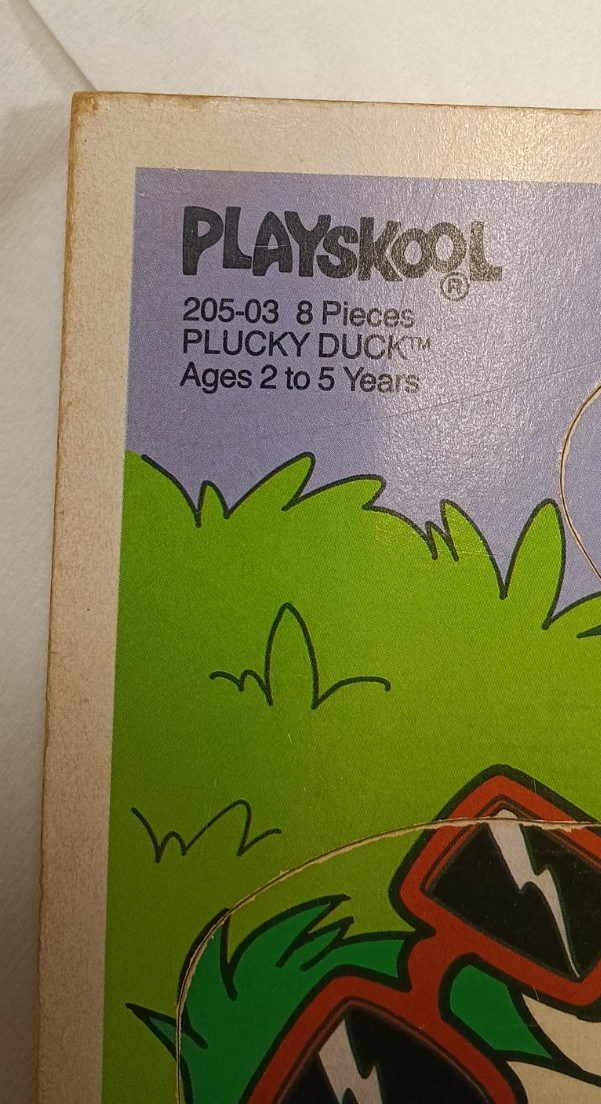 PLAYSKOOL®
205-03 8 Pieces
PLUCKY DUCK™
Ages 2 to 5 Years